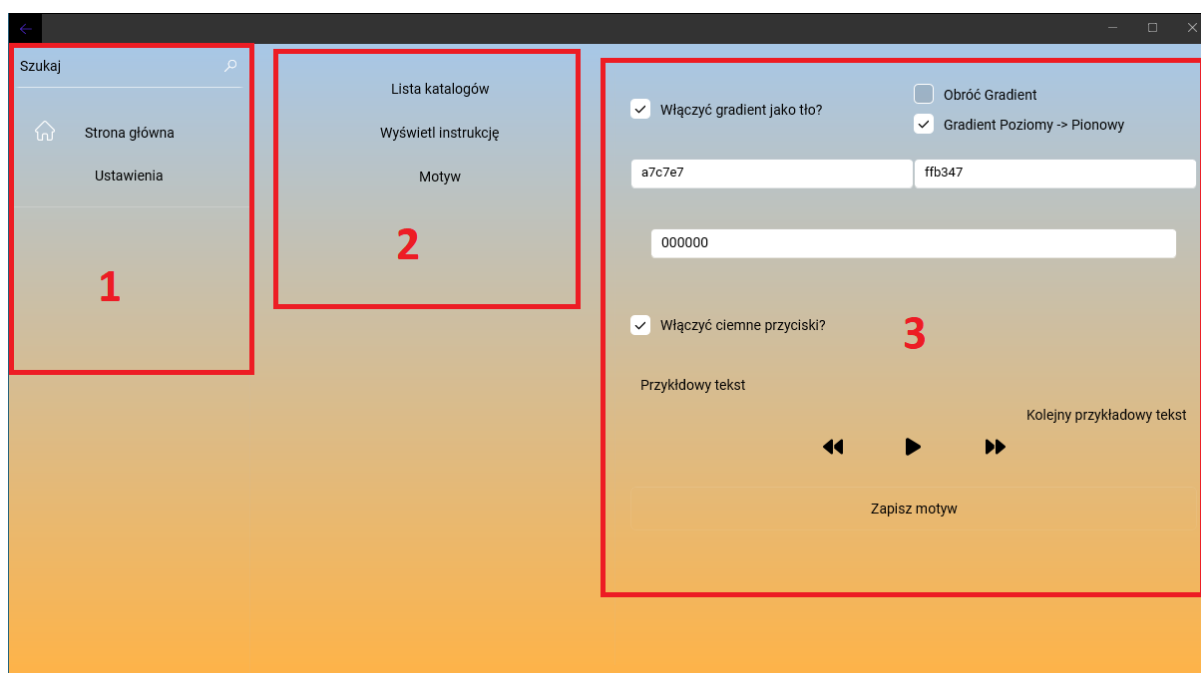 Szukaj
Strona główna
Ustawienia
1
Lista katalogów
Wyświetl instrukcję
Motyw
2
Włączyć gradient jako tło?
Obróć Gradient
Gradient Poziomy -> Pionowy
a7c7e7
ffb347
000000
Włączyć ciemne przyciski?
3
Przykłdowy tekst
Kolejny przykładowy tekst
Zapisz motyw